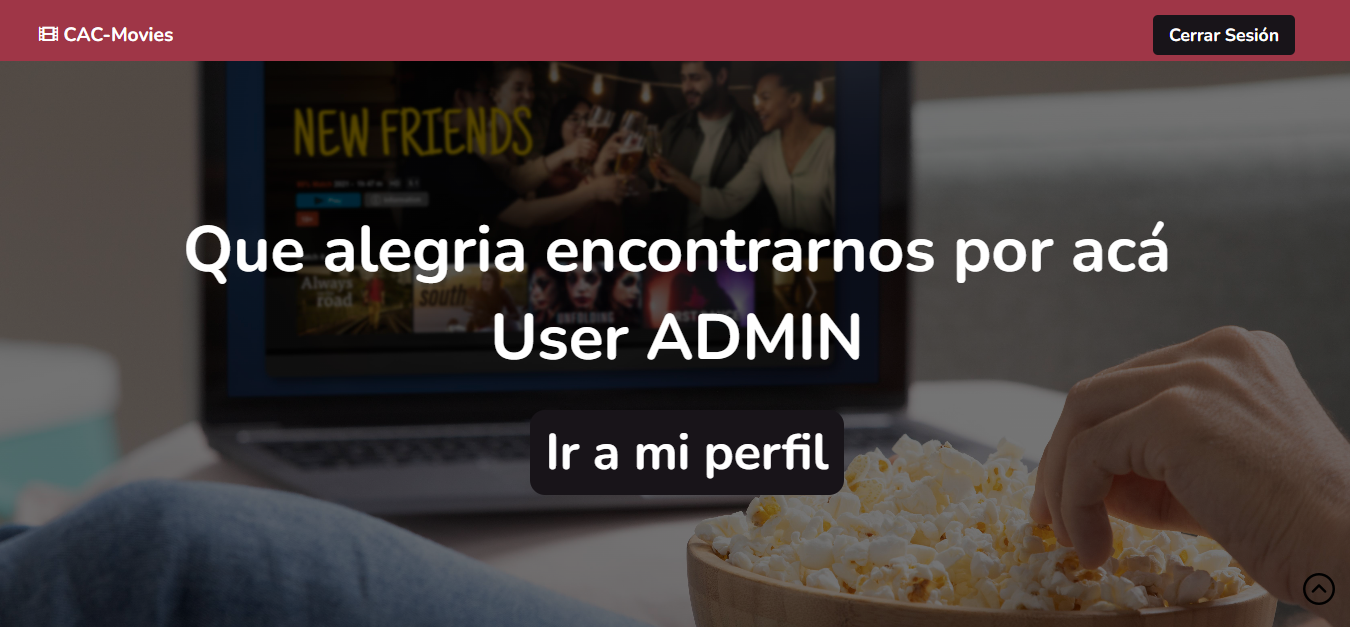 CAC-Movies
Cerrar Sesión
NEW FRIENDS
Que alegria encontrarnos por acá
Always
road
south
UNFOLDING
User ADMIN
Ir a mi perfil